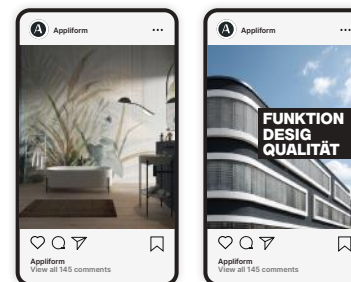 A Appliform
Appliform
View all 145 comments
A Appliform
FUNKTION
DESIG
QUALITÄT
Appliform
View all 145 comments